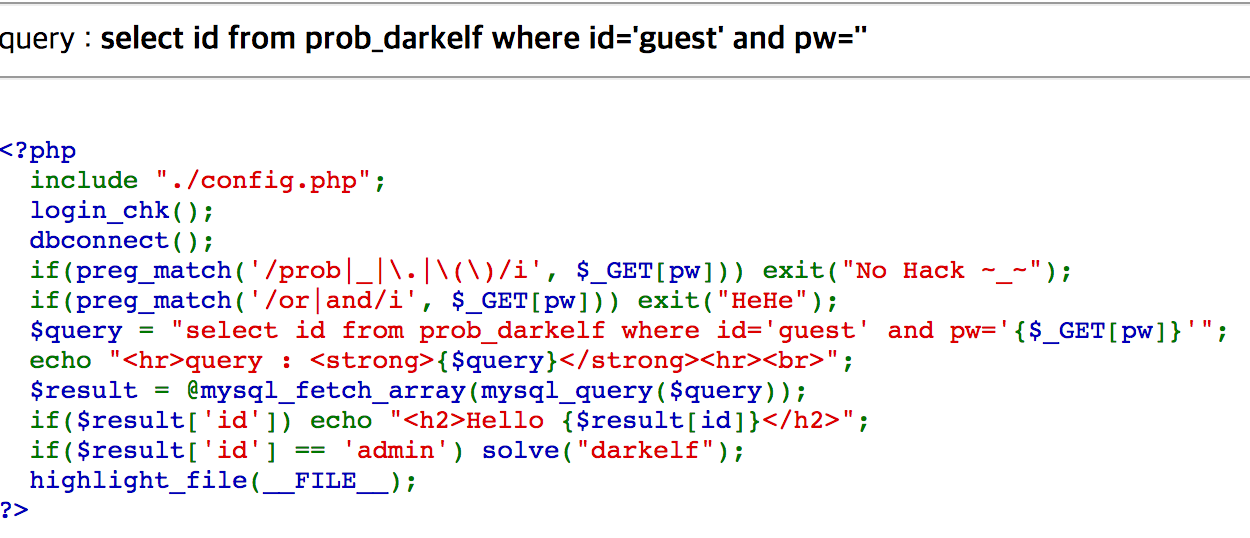 query : select id from prob_darkelf where id='guest' and pw=''
<?php
  include "./config.php";
  login_chk();
  dbconnect();
  if(preg_match('/prob|_|\.|\(\)/i', $_GET[pw])) exit("No Hack ~_~");
  if(preg_match('/or|and/i', $_GET[pw])) exit("HeHe");
  $query = "select id from prob_darkelf where id='guest' and pw='{$_GET[pw]}'";
  echo "<hr>query : <strong>{$query}</strong><hr><br>";
  $result = @mysql_fetch_array(mysql_query($query));
  if($result['id']) echo "<h2>Hello {$result[id]}</h2>";
  if($result['id'] == 'admin') solve("darkelf");
  highlight_file(__FILE__);
?>